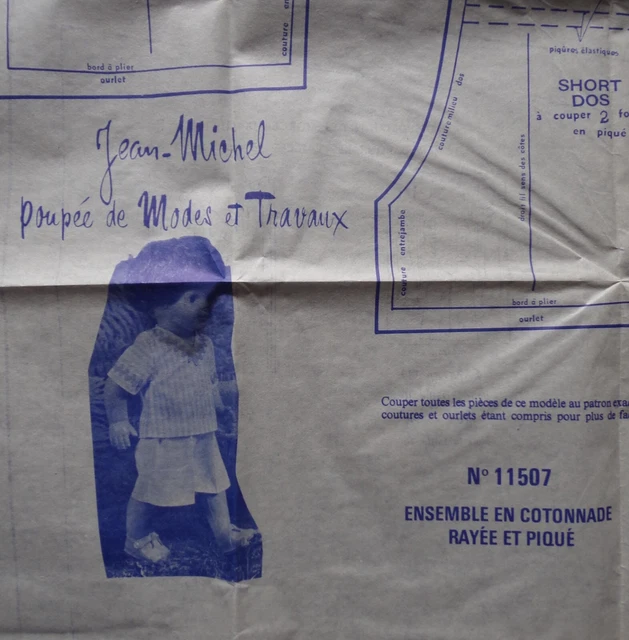 bord à plier
ourlet
couture en
Jean-Michel
Poupée de Modes et Travaux
piqûres élastiques
SHORT
DOS
à couper 2 fo
en piqué
couture milieu dos
droit fil sens des côtes
couture entrejambe
bord à plier
ourlet
Couper toutes les pièces de ce modèle au patron exa
coutures et ourlets étant compris pour plus de fa
Nº 11507
ENSEMBLE EN COTONNADE
RAYÉE ET PIQUÉ